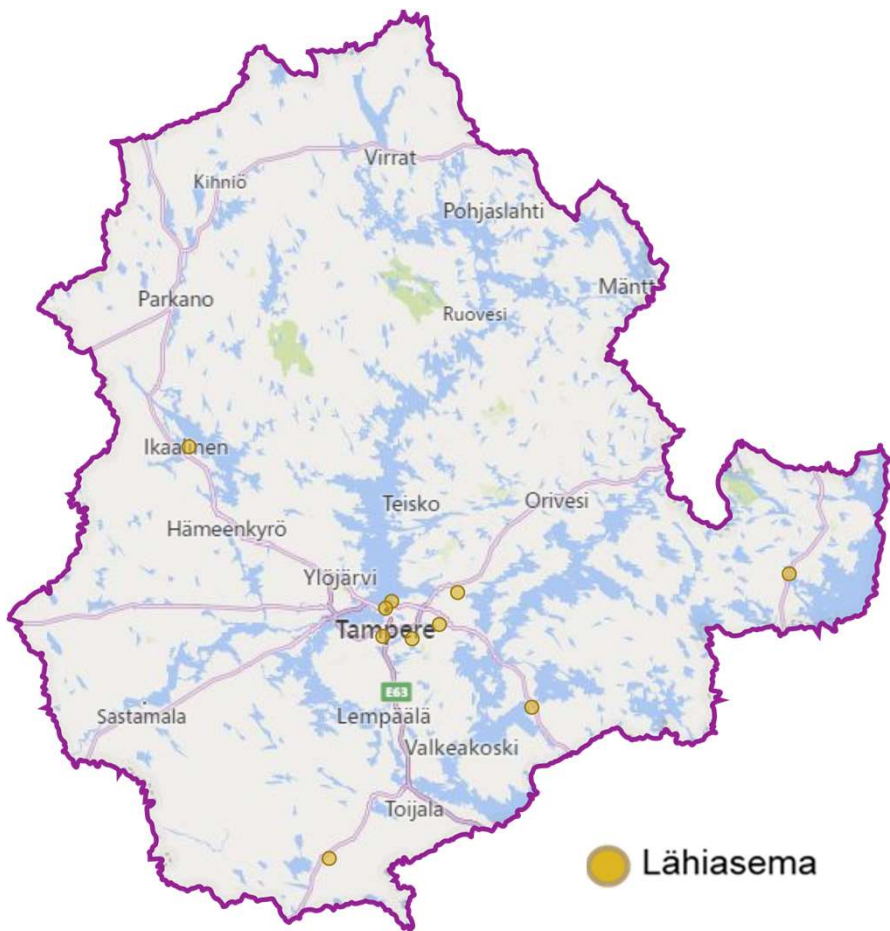 Virrat
Kihniö
Pohjaslahti
Mäntt
Parkano
Ruovesi
Ikaalinen
Teisko
Orivesi
Hämeenkyrö
Ylöjärvi
Tampere
E63
Sastamala
Lempäälä
Valkeakoski
Toijala
Lähiasema